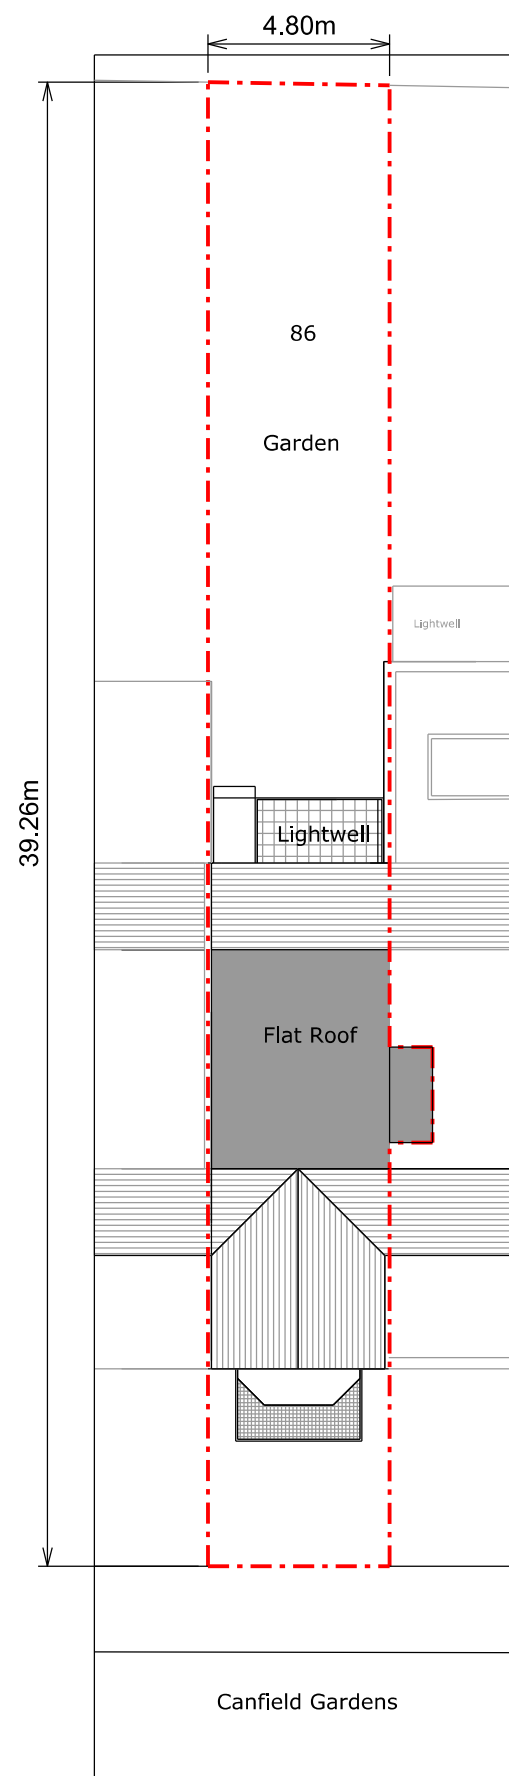 4.80m
86
Garden
Lightwell
39.26m
Lightwell
Flat Roof
Canfield Gardens